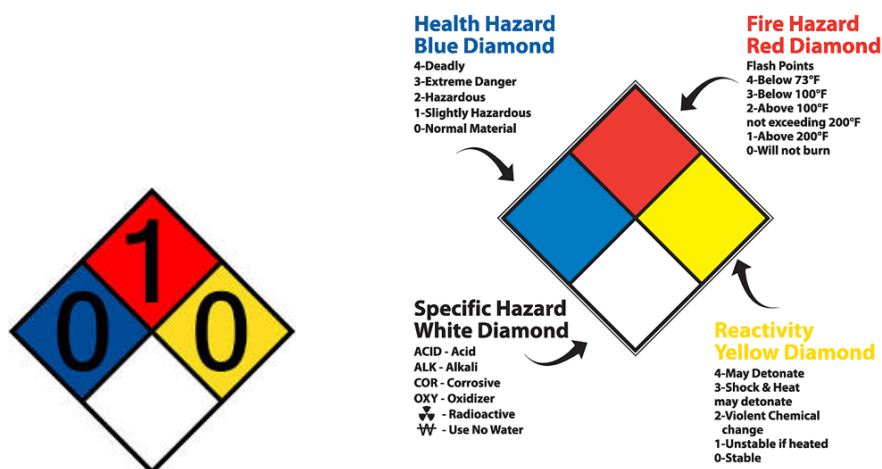 Health Hazard
Blue Diamond
4-Deadly
3-Extreme Danger
2-Hazardous
1-Slightly Hazardous
0-Normal Material
Fire Hazard
Red Diamond
Flash Points
4-Below 73°F
3-Below 100°F
2-Above 100°F
not exceeding 200°F
1-Above 200°F
0-Will not burn
1
0
0
Specific Hazard
White Diamond
ACID - Acid
ALK - Alkali
COR - Corrosive
OXY - Oxidizer
- Radioactive
W - Use No Water
Reactivity
Yellow Diamond
4-May Detonate
3-Shock & Heat
may detonate
2-Violent Chemical
change
1-Unstable if heated
0-Stable